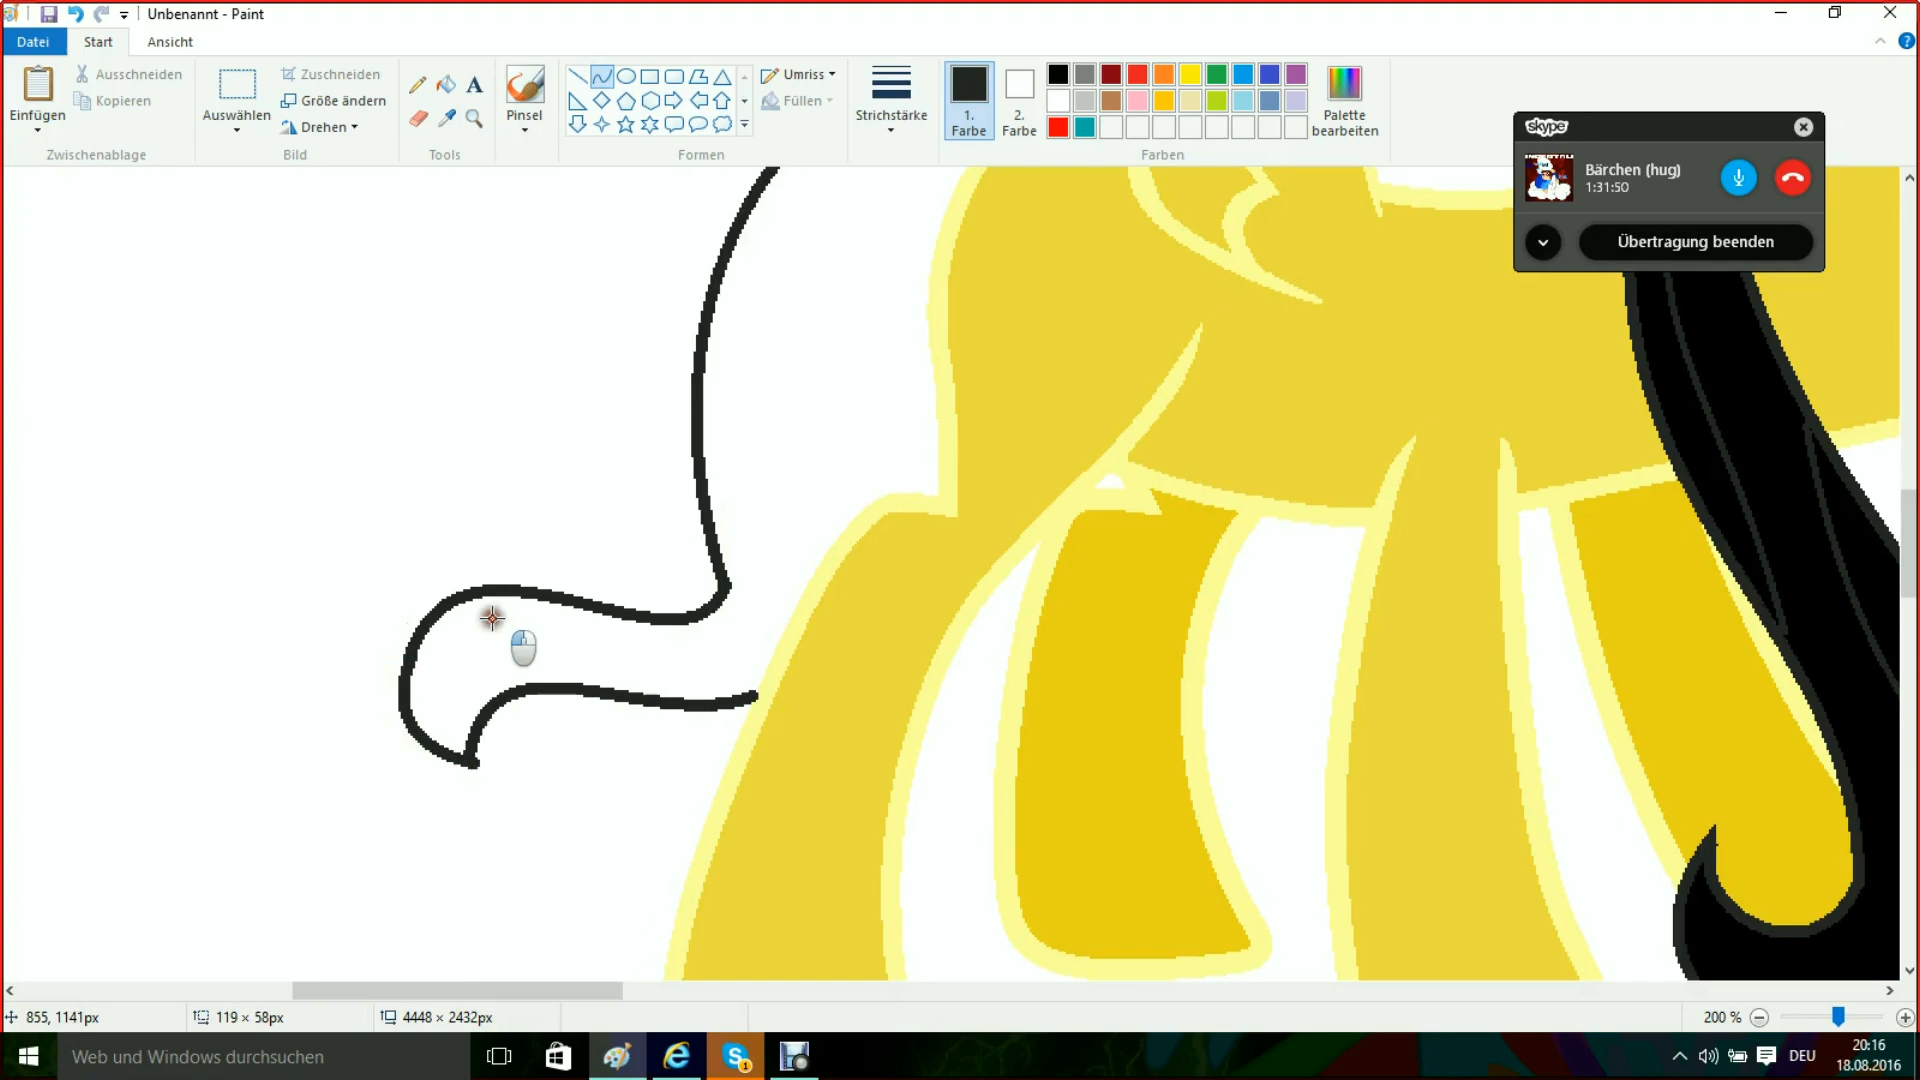 Unbenannt - Paint
Datei
Start
Ansicht
Einfügen
Ausschneiden
Kopieren
Zwischenablage
Auswählen
Zuschneiden
Größe ändern
Drehen
Bild
A
Tools
Pinsel
Formen
Umriss
Füllen
Strichstärke
1.
Farbe
2.
Farbe
Farben
Palette
bearbeiten
skype
Bärchen (hug)
1:31:50
Übertragung beenden
855, 1141px
119 × 58px
4448 × 2432px
200 %
Web und Windows durchsuchen
DEU
20:16
18.08.2016